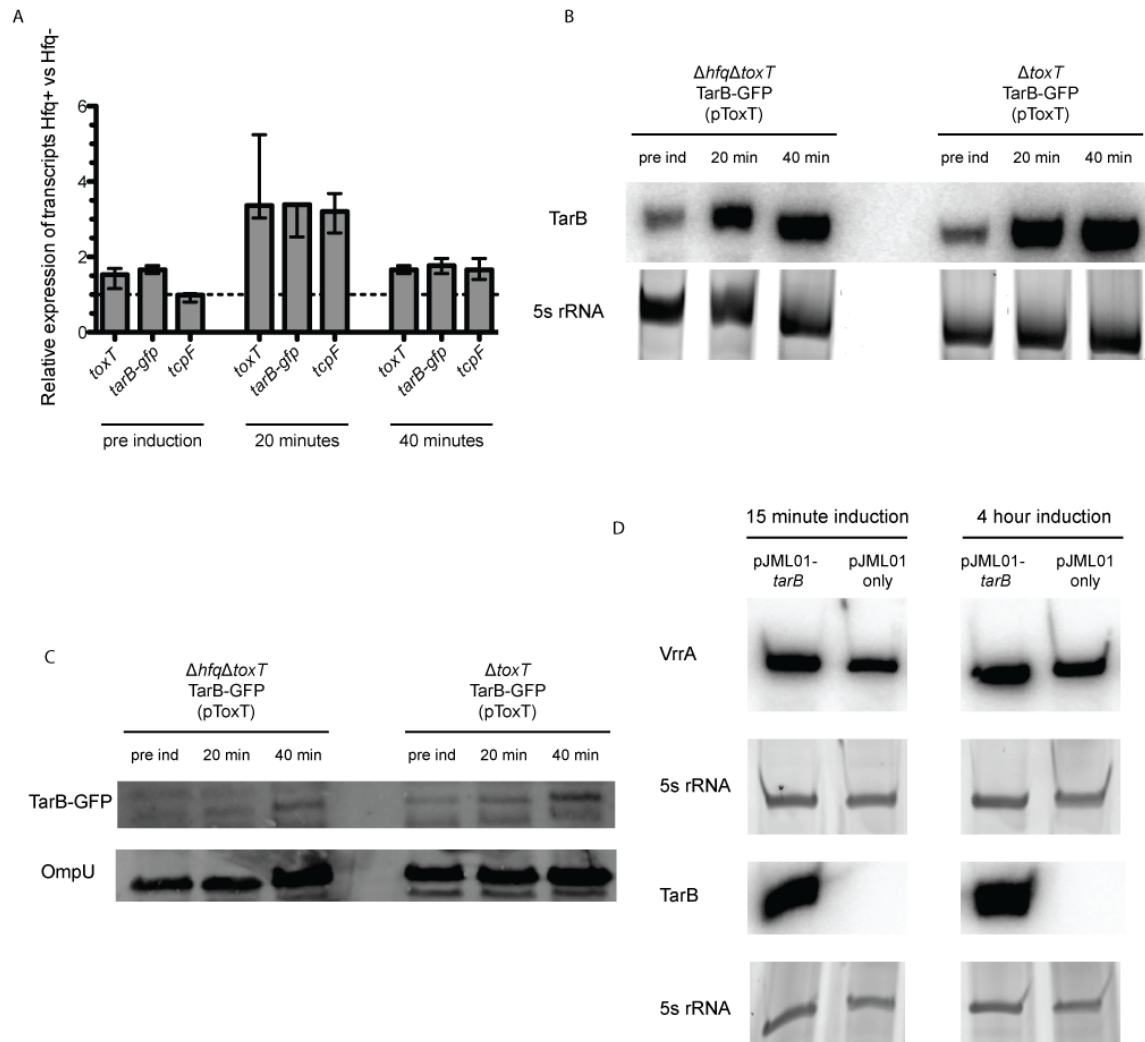 A
Relative expression of transcripts Hfq+ vs Hfq-
6
4
2
0
toxT
tarB-gfp
tcpF
toxT
tarB-gfp
tcpF
toxT
tarB-gfp
tcpF
pre induction
20 minutes
40 minutes
B
ΔhfqΔtoxT
TarB-GFP
(pToxT)
ΔtoxT
TarB-GFP
(pToxT)
pre ind 20 min 40 min
pre ind 20 min 40 min
TarB
5s rRNA
C
ΔhfqΔtoxT
TarB-GFP
(pToxT)
ΔtoxT
TarB-GFP
(pToxT)
pre ind 20 min 40 min
pre ind 20 min 40 min
TarB-GFP
OmpU
D
15 minute induction
4 hour induction
pJML01-
tarB
pJML01
only
pJML01-
tarB
pJML01
only
VrrA
5s rRNA
TarB
5s rRNA